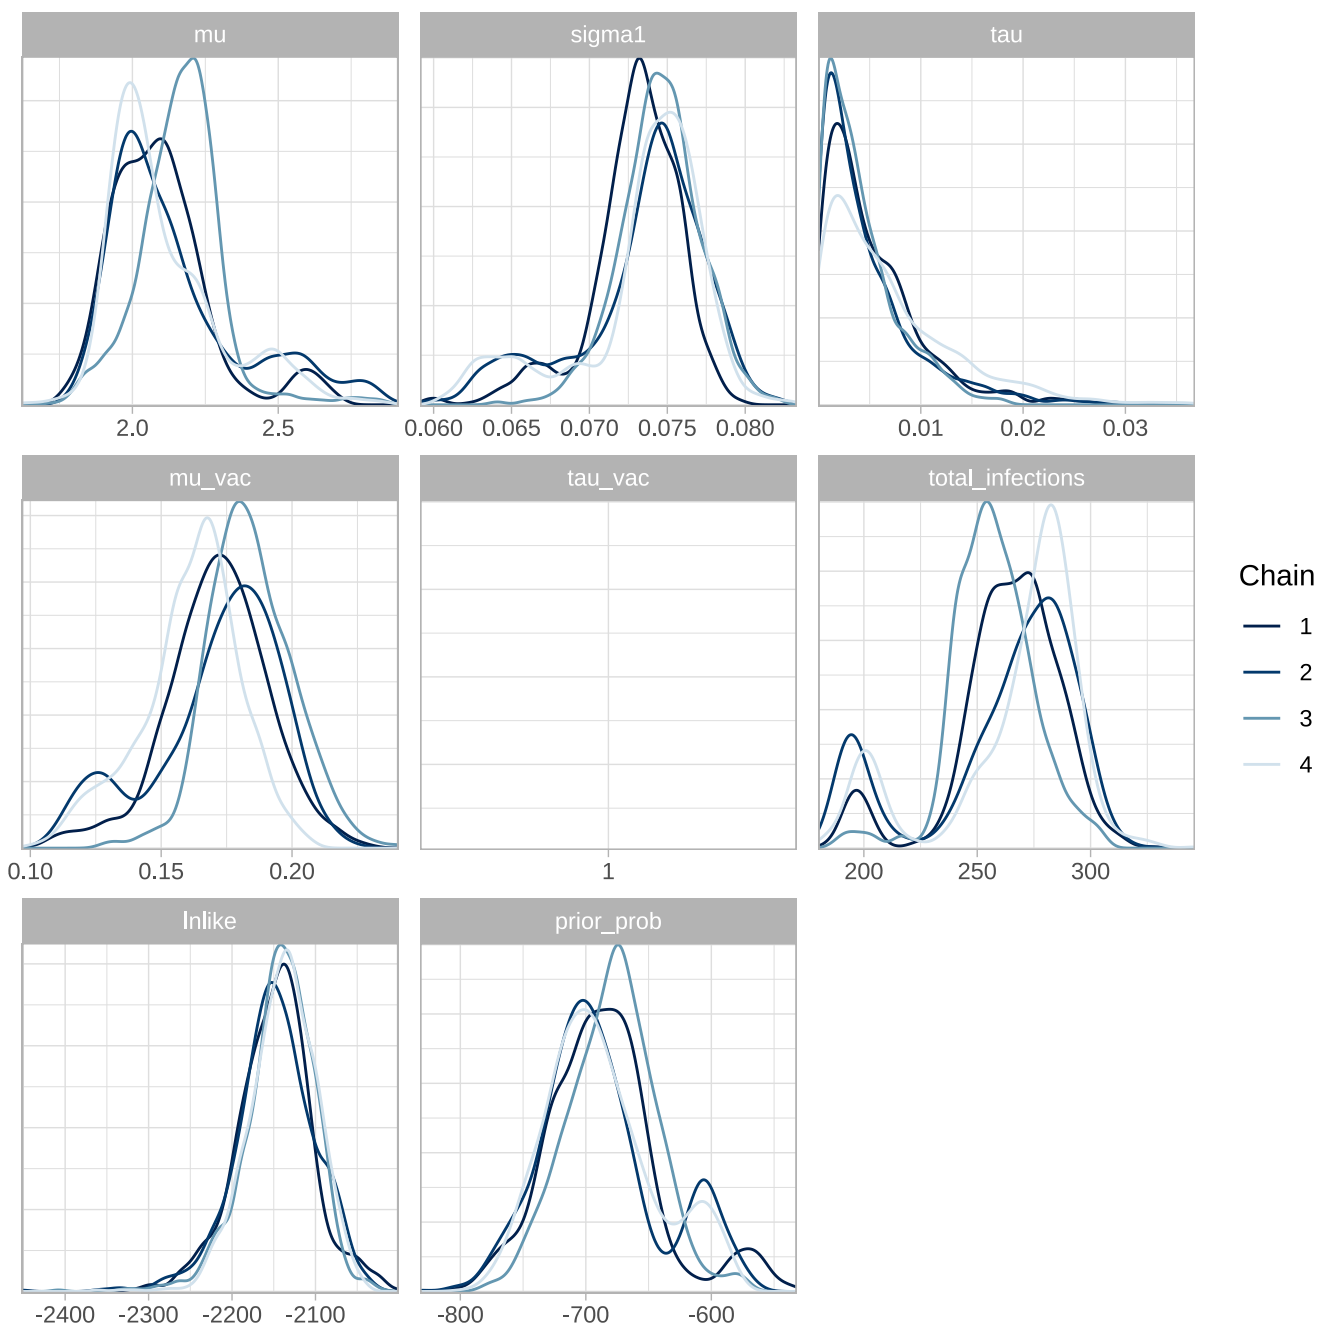 mu sigma1 tau
2.0 2.5 0.060 0.065 0.070 0.075 0.080 0.01 0.02 0.03
mu_vac tau_vac total_infections
0.10 0.15 0.20 1 200 250 300
lnlike prior_prob
-2400 -2300 -2200 -2100 -800 -700 -600
Chain
1
2
3
4